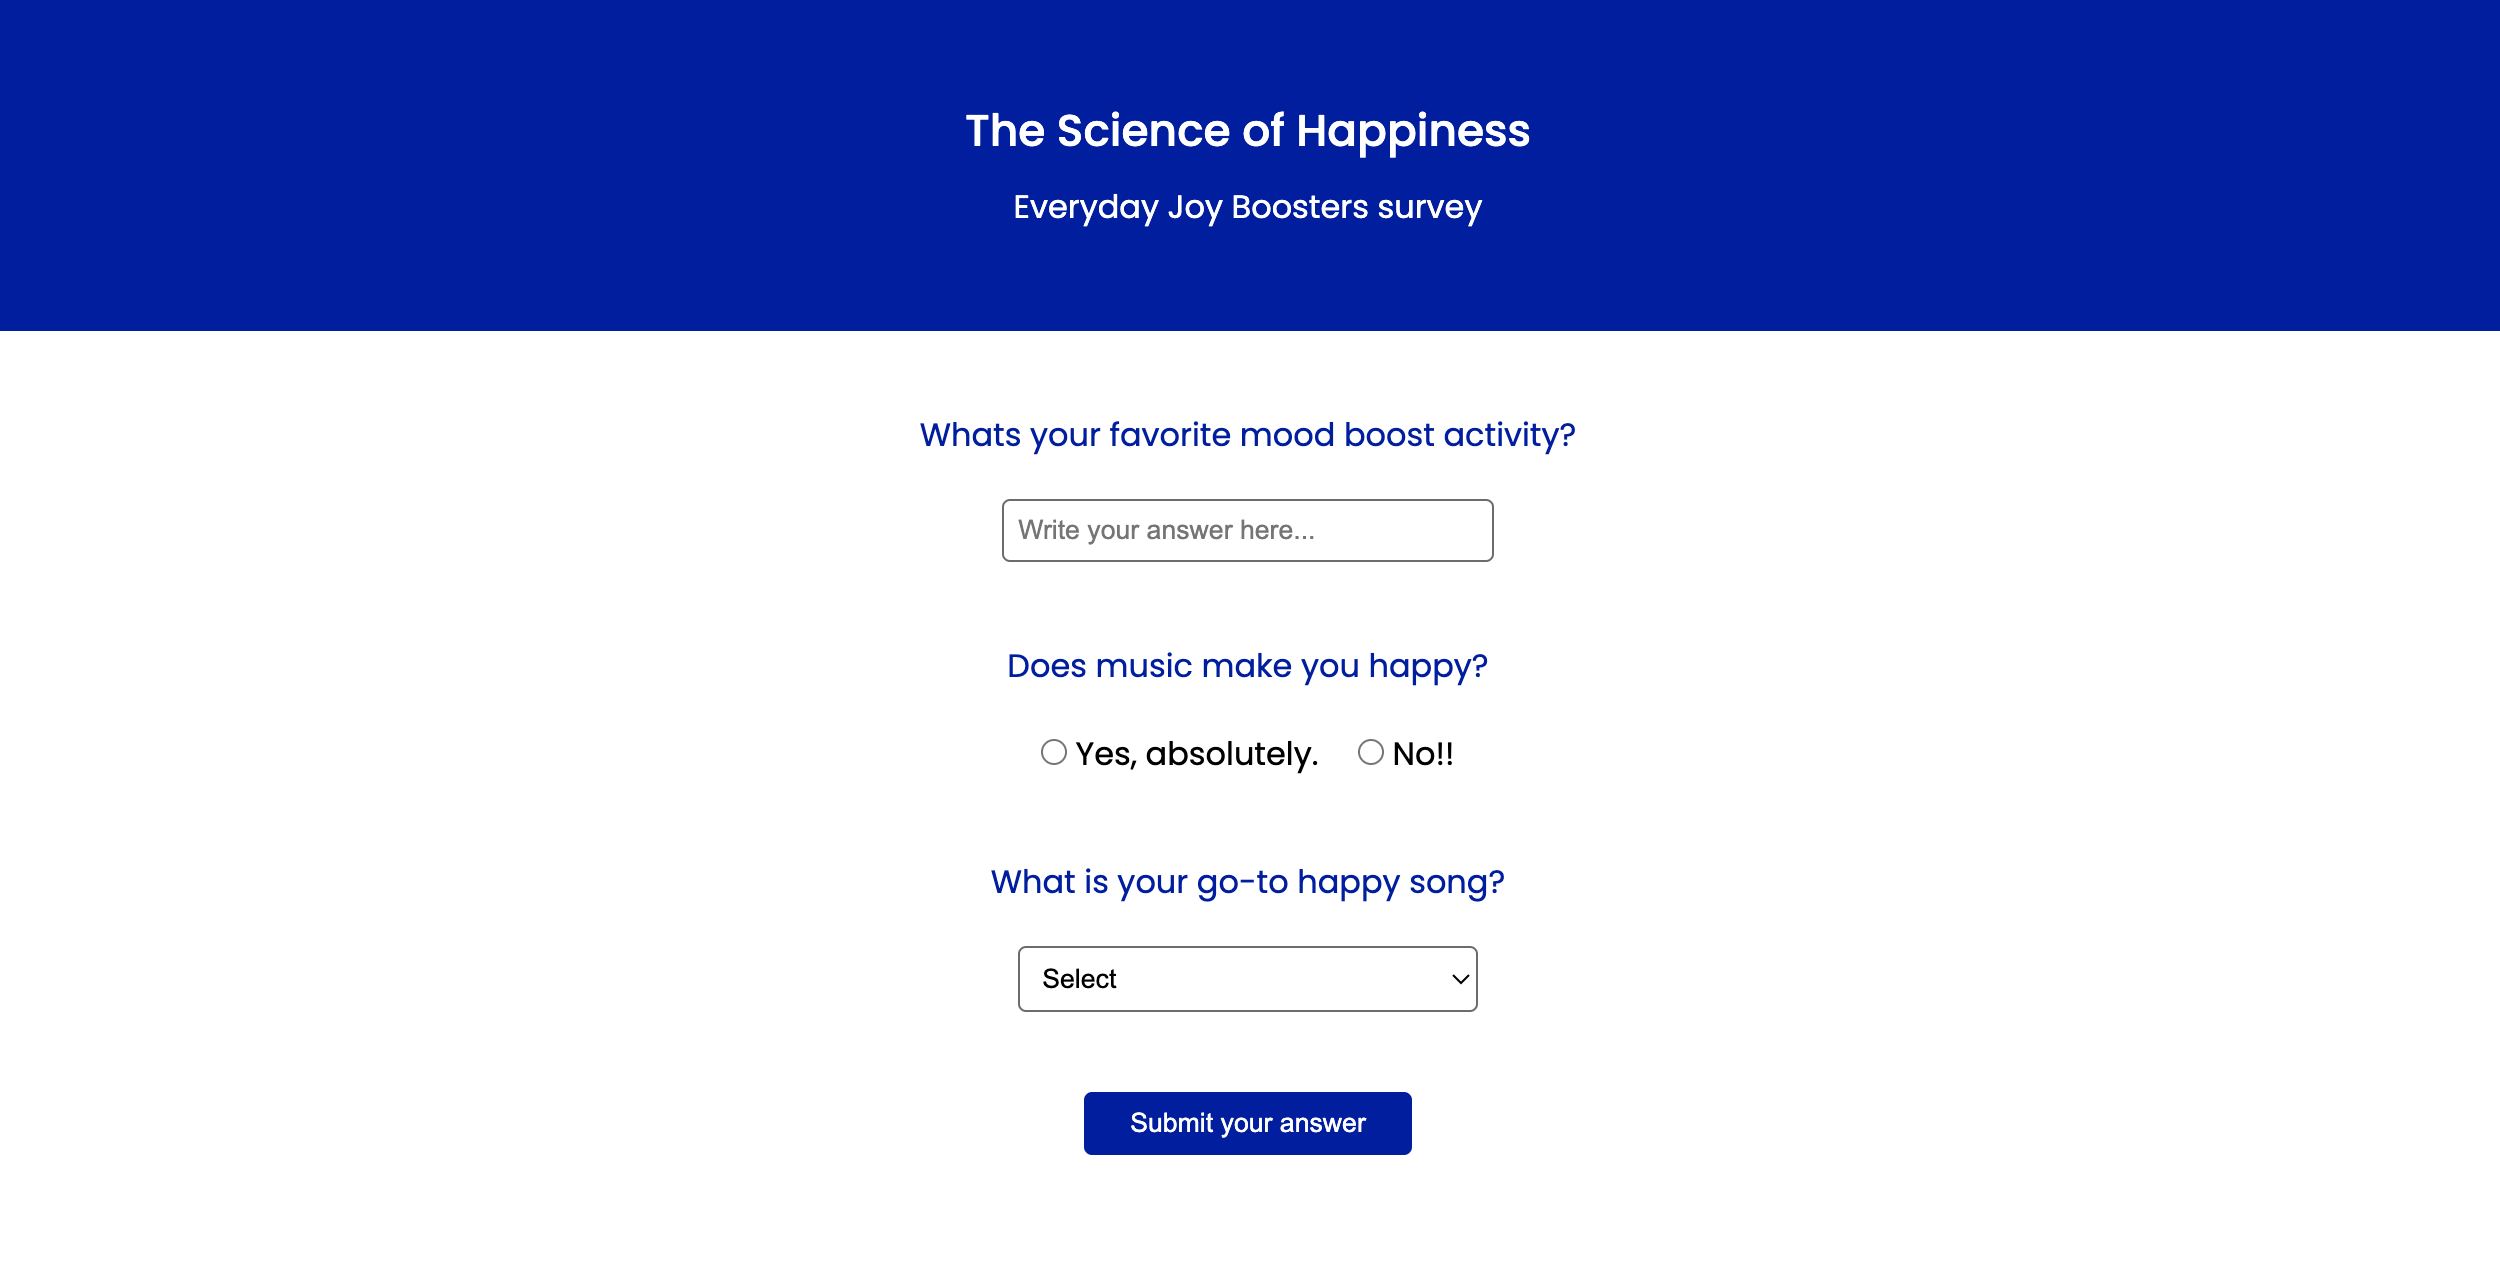 The Science of Happiness
Everyday Joy Boosters survey
Whats your favorite mood boost activity?
Write your answer here...
Does music make you happy?
Yes, absolutely. No!!
What is your go-to happy song?
Select
Submit your answer